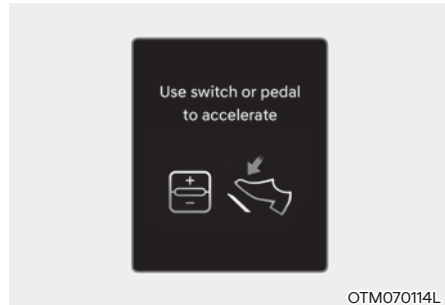 Use switch or pedal
to accelerate
+
−
OTM070114L